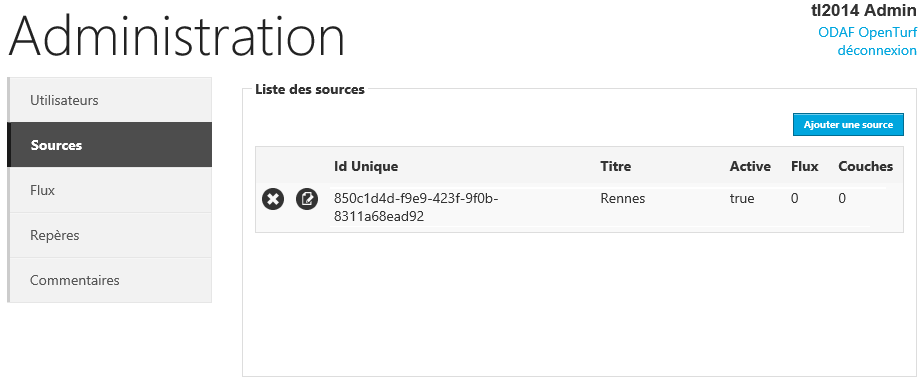 Administration
tl2014 Admin
ODAF OpenTurf
déconnexion
Utilisateurs
Sources
Flux
Repères
Commentaires
Liste des sources
Ajouter une source
Id Unique Titre Active Flux Couches
850c1d4d-f9e9-423f-9f0b- Rennes true 0 0
8311a68ead92